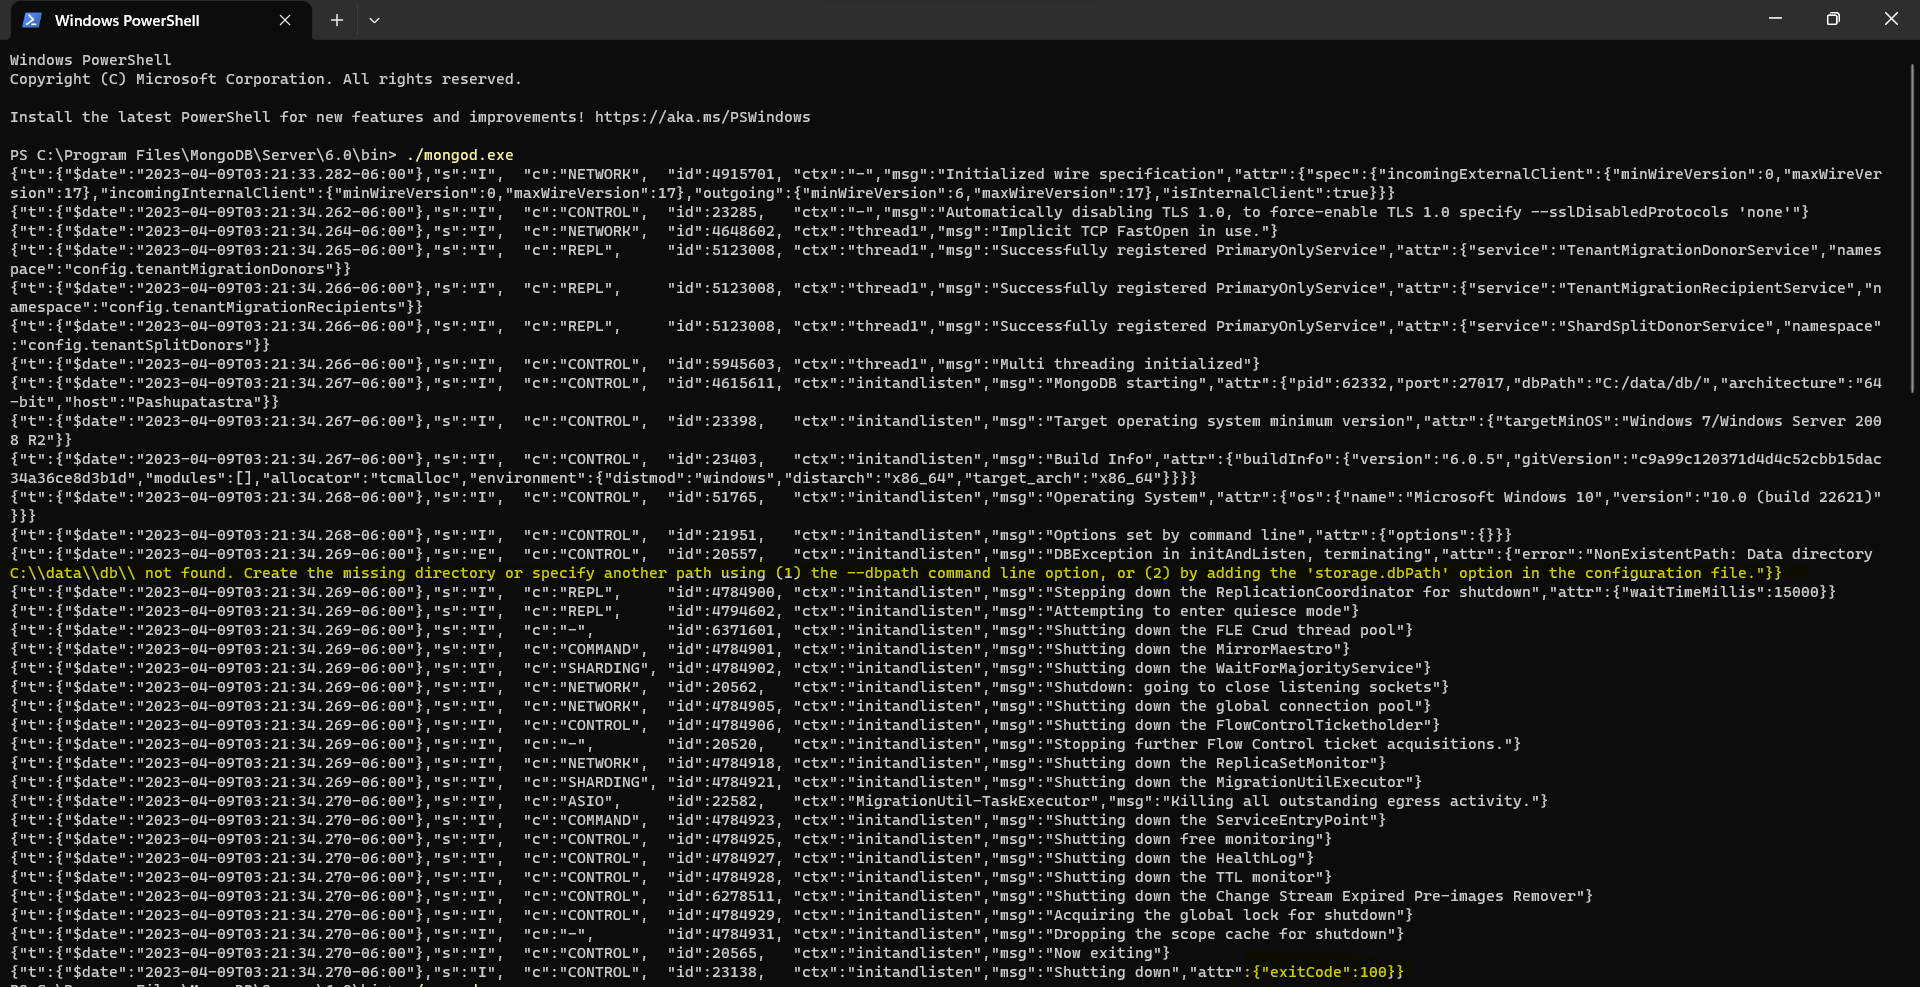 Windows PowerShell
Windows PowerShell
Copyright (C) Microsoft Corporation. All rights reserved.
Install the latest PowerShell for new features and improvements! https://aka.ms/PSWindows
PS C:\Program Files\MongoDB\Server\6.0\bin> ./mongod.exe
{"t":{"$date":"2023-04-09T03:21:33.282-06:00"},"s":"I",  "c":"NETWORK",  "id":4915701, "ctx":"-","msg":"Initialized wire specification","attr":{"spec":{"incomingExternalClient":{"minWireVersion":0,"maxWireVer
sion":17},"incomingInternalClient":{"minWireVersion":0,"maxWireVersion":17},"outgoing":{"minWireVersion":6,"maxWireVersion":17},"isInternalClient":true}}}
{"t":{"$date":"2023-04-09T03:21:34.262-06:00"},"s":"I",  "c":"CONTROL",  "id":23285,   "ctx":"-","msg":"Automatically disabling TLS 1.0, to force-enable TLS 1.0 specify --sslDisabledProtocols 'none'"}
{"t":{"$date":"2023-04-09T03:21:34.264-06:00"},"s":"I",  "c":"NETWORK",  "id":4648602, "ctx":"thread1","msg":"Implicit TCP FastOpen in use."}
{"t":{"$date":"2023-04-09T03:21:34.265-06:00"},"s":"I",  "c":"REPL",     "id":5123008, "ctx":"thread1","msg":"Successfully registered PrimaryOnlyService","attr":{"service":"TenantMigrationDonorService","names
pace":"config.tenantMigrationDonors"}}
{"t":{"$date":"2023-04-09T03:21:34.266-06:00"},"s":"I",  "c":"REPL",     "id":5123008, "ctx":"thread1","msg":"Successfully registered PrimaryOnlyService","attr":{"service":"TenantMigrationRecipientService","n
amespace":"config.tenantMigrationRecipients"}}
{"t":{"$date":"2023-04-09T03:21:34.266-06:00"},"s":"I",  "c":"REPL",     "id":5123008, "ctx":"thread1","msg":"Successfully registered PrimaryOnlyService","attr":{"service":"ShardSplitDonorService","namespace"
:"config.tenantSplitDonors"}}
{"t":{"$date":"2023-04-09T03:21:34.266-06:00"},"s":"I",  "c":"CONTROL",  "id":5945603, "ctx":"thread1","msg":"Multi threading initialized"}
{"t":{"$date":"2023-04-09T03:21:34.267-06:00"},"s":"I",  "c":"CONTROL",  "id":4615611, "ctx":"initandlisten","msg":"MongoDB starting","attr":{"pid":62332,"port":27017,"dbPath":"C:/data/db/","architecture":"64
-bit","host":"Pashupatastra"}}
{"t":{"$date":"2023-04-09T03:21:34.267-06:00"},"s":"I",  "c":"CONTROL",  "id":23398,   "ctx":"initandlisten","msg":"Target operating system minimum version","attr":{"targetMinOS":"Windows 7/Windows Server 200
8 R2"}}
{"t":{"$date":"2023-04-09T03:21:34.267-06:00"},"s":"I",  "c":"CONTROL",  "id":23403,   "ctx":"initandlisten","msg":"Build Info","attr":{"buildInfo":{"version":"6.0.5","gitVersion":"c9a99c120371d4d4c52cbb15dac
34a36ce8d3b1d","modules":[],"allocator":"tcmalloc","environment":{"distmod":"windows","distarch":"x86_64","target_arch":"x86_64"}}}}
{"t":{"$date":"2023-04-09T03:21:34.268-06:00"},"s":"I",  "c":"CONTROL",  "id":51765,   "ctx":"initandlisten","msg":"Operating System","attr":{"os":{"name":"Microsoft Windows 10","version":"10.0 (build 22621)"
}}}
{"t":{"$date":"2023-04-09T03:21:34.268-06:00"},"s":"I",  "c":"CONTROL",  "id":21951,   "ctx":"initandlisten","msg":"Options set by command line","attr":{"options":{}}}
{"t":{"$date":"2023-04-09T03:21:34.269-06:00"},"s":"E",  "c":"CONTROL",  "id":20557,   "ctx":"initandlisten","msg":"DBException in initAndListen, terminating","attr":{"error":"NonExistentPath: Data directory
C:\\data\\db\\ not found. Create the missing directory or specify another path using (1) the --dbpath command line option, or (2) by adding the 'storage.dbPath' option in the configuration file."}}
{"t":{"$date":"2023-04-09T03:21:34.269-06:00"},"s":"I",  "c":"REPL",     "id":4784900, "ctx":"initandlisten","msg":"Stepping down the ReplicationCoordinator for shutdown","attr":{"waitTimeMillis":15000}}
{"t":{"$date":"2023-04-09T03:21:34.269-06:00"},"s":"I",  "c":"REPL",     "id":4794602, "ctx":"initandlisten","msg":"Attempting to enter quiesce mode"}
{"t":{"$date":"2023-04-09T03:21:34.269-06:00"},"s":"I",  "c":"-",        "id":6371601, "ctx":"initandlisten","msg":"Shutting down the FLE Crud thread pool"}
{"t":{"$date":"2023-04-09T03:21:34.269-06:00"},"s":"I",  "c":"COMMAND",  "id":4784901, "ctx":"initandlisten","msg":"Shutting down the MirrorMaestro"}
{"t":{"$date":"2023-04-09T03:21:34.269-06:00"},"s":"I",  "c":"SHARDING", "id":4784902, "ctx":"initandlisten","msg":"Shutting down the WaitForMajorityService"}
{"t":{"$date":"2023-04-09T03:21:34.269-06:00"},"s":"I",  "c":"NETWORK",  "id":20562,   "ctx":"initandlisten","msg":"Shutdown: going to close listening sockets"}
{"t":{"$date":"2023-04-09T03:21:34.269-06:00"},"s":"I",  "c":"NETWORK",  "id":4784905, "ctx":"initandlisten","msg":"Shutting down the global connection pool"}
{"t":{"$date":"2023-04-09T03:21:34.269-06:00"},"s":"I",  "c":"CONTROL",  "id":4784906, "ctx":"initandlisten","msg":"Shutting down the FlowControlTicketholder"}
{"t":{"$date":"2023-04-09T03:21:34.269-06:00"},"s":"I",  "c":"-",        "id":20520,   "ctx":"initandlisten","msg":"Stopping further Flow Control ticket acquisitions."}
{"t":{"$date":"2023-04-09T03:21:34.269-06:00"},"s":"I",  "c":"NETWORK",  "id":4784918, "ctx":"initandlisten","msg":"Shutting down the ReplicaSetMonitor"}
{"t":{"$date":"2023-04-09T03:21:34.269-06:00"},"s":"I",  "c":"SHARDING", "id":4784921, "ctx":"initandlisten","msg":"Shutting down the MigrationUtilExecutor"}
{"t":{"$date":"2023-04-09T03:21:34.270-06:00"},"s":"I",  "c":"ASIO",     "id":22582,   "ctx":"MigrationUtil-TaskExecutor","msg":"Killing all outstanding egress activity."}
{"t":{"$date":"2023-04-09T03:21:34.270-06:00"},"s":"I",  "c":"COMMAND",  "id":4784923, "ctx":"initandlisten","msg":"Shutting down the ServiceEntryPoint"}
{"t":{"$date":"2023-04-09T03:21:34.270-06:00"},"s":"I",  "c":"CONTROL",  "id":4784925, "ctx":"initandlisten","msg":"Shutting down free monitoring"}
{"t":{"$date":"2023-04-09T03:21:34.270-06:00"},"s":"I",  "c":"CONTROL",  "id":4784927, "ctx":"initandlisten","msg":"Shutting down the HealthLog"}
{"t":{"$date":"2023-04-09T03:21:34.270-06:00"},"s":"I",  "c":"CONTROL",  "id":4784928, "ctx":"initandlisten","msg":"Shutting down the TTL monitor"}
{"t":{"$date":"2023-04-09T03:21:34.270-06:00"},"s":"I",  "c":"CONTROL",  "id":6278511, "ctx":"initandlisten","msg":"Shutting down the Change Stream Expired Pre-images Remover"}
{"t":{"$date":"2023-04-09T03:21:34.270-06:00"},"s":"I",  "c":"CONTROL",  "id":4784929, "ctx":"initandlisten","msg":"Acquiring the global lock for shutdown"}
{"t":{"$date":"2023-04-09T03:21:34.270-06:00"},"s":"I",  "c":"-",        "id":4784931, "ctx":"initandlisten","msg":"Dropping the scope cache for shutdown"}
{"t":{"$date":"2023-04-09T03:21:34.270-06:00"},"s":"I",  "c":"CONTROL",  "id":20565,   "ctx":"initandlisten","msg":"Now exiting"}
{"t":{"$date":"2023-04-09T03:21:34.270-06:00"},"s":"I",  "c":"CONTROL",  "id":23138,   "ctx":"initandlisten","msg":"Shutting down","attr":{"exitCode":100}}